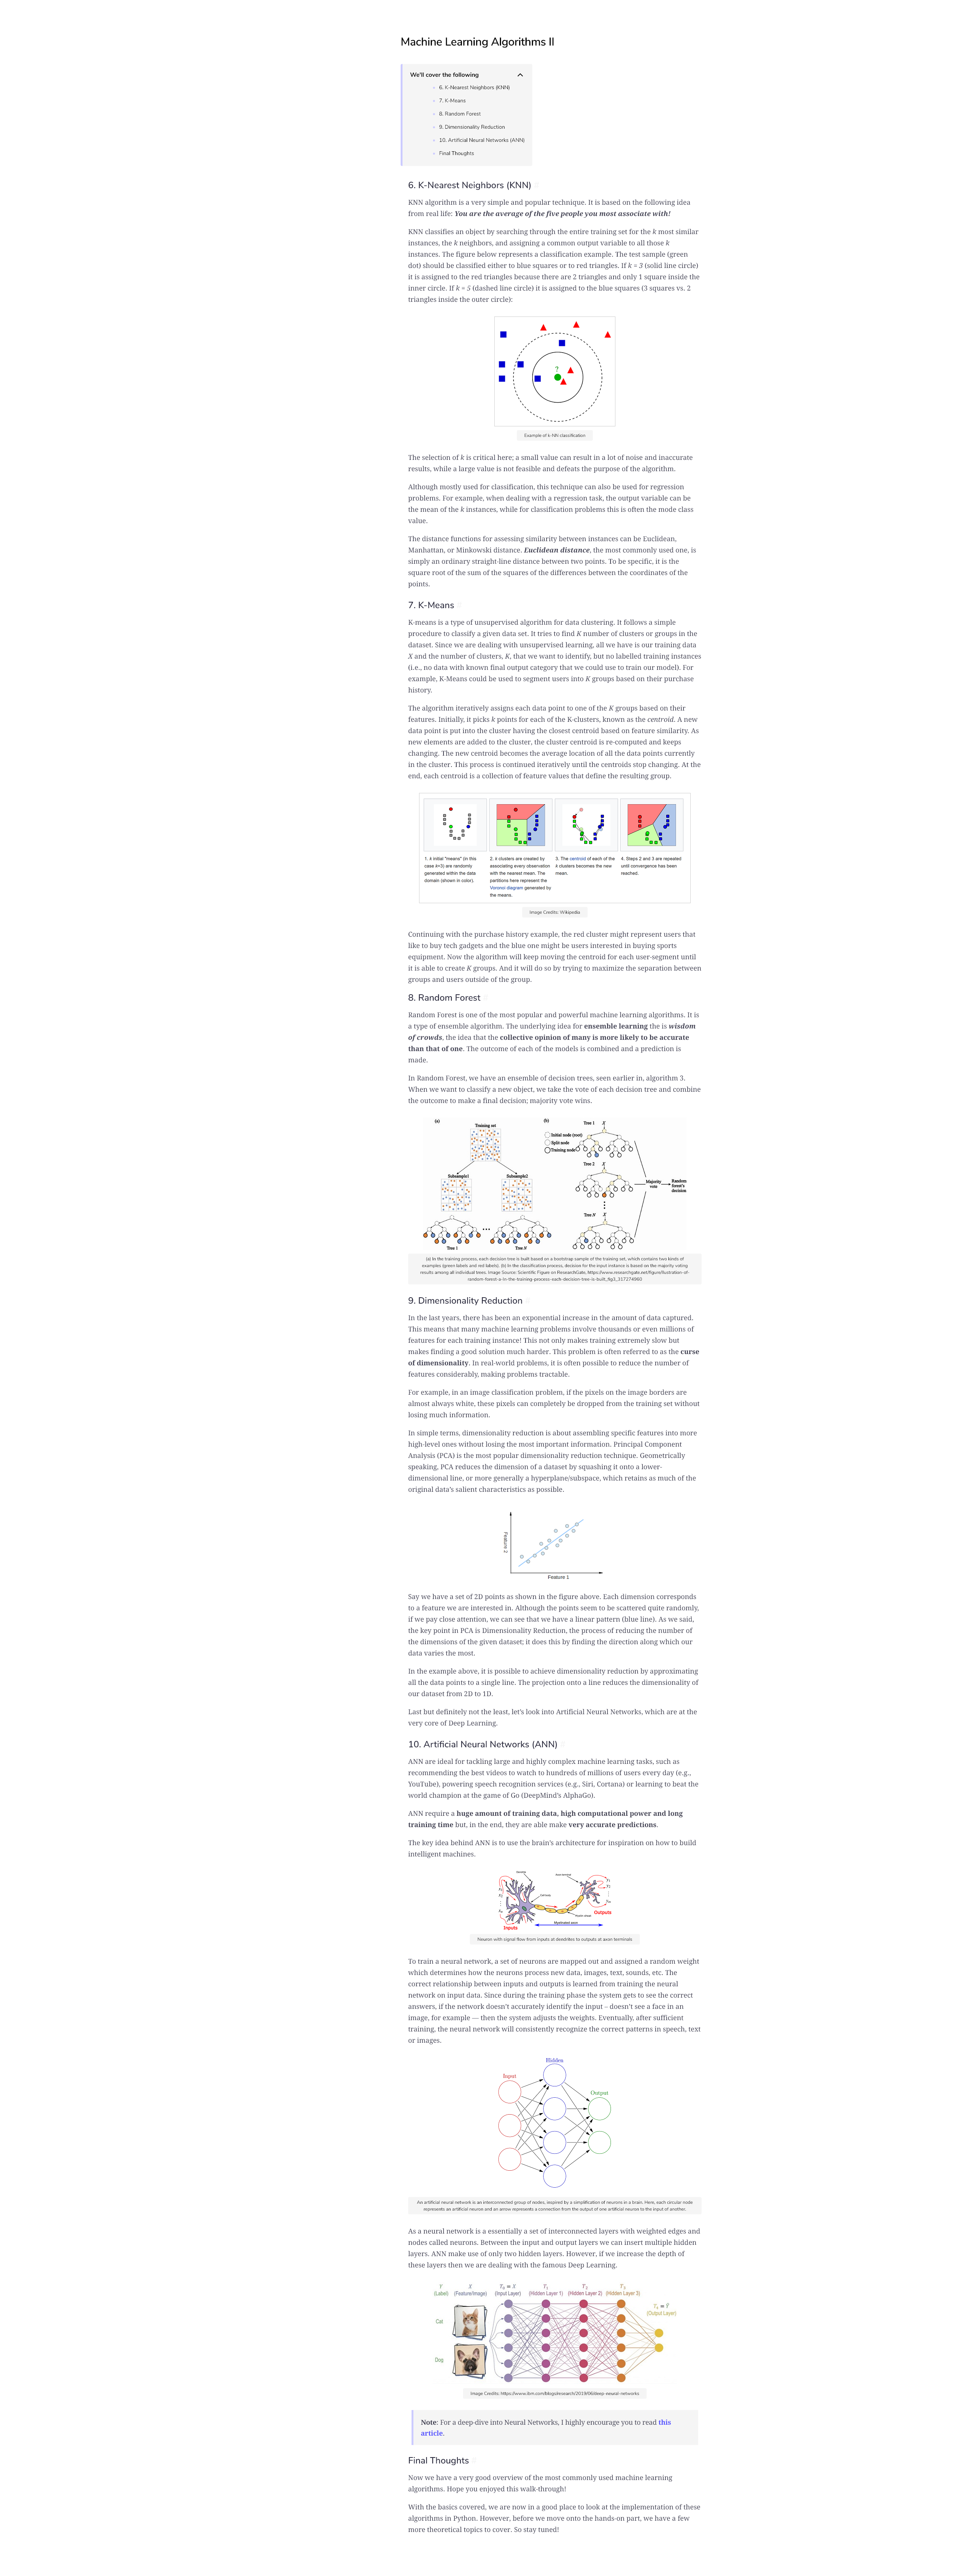 Machine Learning Algorithms II
We'll cover the following
6. K-Nearest Neighbors (KNN)
7. K-Means
8. Random Forest
9. Dimensionality Reduction
10. Artificial Neural Networks (ANN)
Final Thoughts
6. K-Nearest Neighbors (KNN)
KNN algorithm is a very simple and popular technique. It is based on the following idea
from real life: You are the average of the five people you most associate with!
KNN classifies an object by searching through the entire training set for the k most similar
instances, the k neighbors, and assigning a common output variable to all those k
instances. The figure below represents a classification example. The test sample (green
dot) should be classified either to blue squares or to red triangles. If k = 3 (solid line circle)
it is assigned to the red triangles because there are 2 triangles and only 1 square inside the
inner circle. If k = 5 (dashed line circle) it is assigned to the blue squares (3 squares vs. 2
triangles inside the outer circle):
?
Example of k-NN classification
The selection of k is critical here; a small value can result in a lot of noise and inaccurate
results, while a large value is not feasible and defeats the purpose of the algorithm.
Although mostly used for classification, this technique can also be used for regression
problems. For example, when dealing with a regression task, the output variable can be
the mean of the k instances, while for classification problems this is often the mode class
value.
The distance functions for assessing similarity between instances can be Euclidean,
Manhattan, or Minkowski distance. Euclidean distance, the most commonly used one, is
simply an ordinary straight-line distance between two points. To be specific, it is the
square root of the sum of the squares of the differences between the coordinates of the
points.
7. K-Means
K-means is a type of unsupervised algorithm for data clustering. It follows a simple
procedure to classify a given data set. It tries to find K number of clusters or groups in the
dataset. Since we are dealing with unsupervised learning, all we have is our training data
X and the number of clusters, K, that we want to identify, but no labelled training instances
(i.e., no data with known final output category that we could use to train our model). For
example, K-Means could be used to segment users into K groups based on their purchase
history.
The algorithm iteratively assigns each data point to one of the K groups based on their
features. Initially, it picks k points for each of the K-clusters, known as the centroid. A new
data point is put into the cluster having the closest centroid based on feature similarity. As
new elements are added to the cluster, the cluster centroid is re-computed and keeps
changing. The new centroid becomes the average location of all the data points currently
in the cluster. This process is continued iteratively until the centroids stop changing. At the
end, each centroid is a collection of feature values that define the resulting group.
1. k initial "means" (in this
case k=3) are randomly
generated within the data
domain (shown in color).
2. k clusters are created by
associating every observation
with the nearest mean. The
partitions here represent the
Voronoi diagram generated by
the means.
3. The centroid of each of the
k clusters becomes the new
mean.
4. Steps 2 and 3 are repeated
until convergence has been
reached.
Image Credits: Wikipedia
Continuing with the purchase history example, the red cluster might represent users that
like to buy tech gadgets and the blue one might be users interested in buying sports
equipment. Now the algorithm will keep moving the centroid for each user-segment until
it is able to create K groups. And it will do so by trying to maximize the separation between
groups and users outside of the group.
8. Random Forest
Random Forest is one of the most popular and powerful machine learning algorithms. It is
a type of ensemble algorithm. The underlying idea for ensemble learning the is wisdom
of crowds, the idea that the collective opinion of many is more likely to be accurate
than that of one. The outcome of each of the models is combined and a prediction is
made.
In Random Forest, we have an ensemble of decision trees, seen earlier in, algorithm 3.
When we want to classify a new object, we take the vote of each decision tree and combine
the outcome to make a final decision; majority vote wins.
(a)
Training set
Subsample1
Subsample2
Tree 1
Tree N
(b)
Initial node (root)
Split node
Training node
Tree 1 X
Tree 2 X
Tree N X
Majority
vote
Random
forest's
decision
(a) In the training process, each decision tree is built based on a bootstrap sample of the training set, which contains two kinds of
examples (green labels and red labels). (b) In the classification process, decision for the input instance is based on the majority voting
results among all individual trees. Image Source: Scientific Figure on ResearchGate, https://www.researchgate.net/figure/Illustration-of-
random-forest-a-In-the-training-process-each-decision-tree-is-built_fig3_317274960
9. Dimensionality Reduction
In the last years, there has been an exponential increase in the amount of data captured.
This means that many machine learning problems involve thousands or even millions of
features for each training instance! This not only makes training extremely slow but
makes finding a good solution much harder. This problem is often referred to as the curse
of dimensionality. In real-world problems, it is often possible to reduce the number of
features considerably, making problems tractable.
For example, in an image classification problem, if the pixels on the image borders are
almost always white, these pixels can completely be dropped from the training set without
losing much information.
In simple terms, dimensionality reduction is about assembling specific features into more
high-level ones without losing the most important information. Principal Component
Analysis (PCA) is the most popular dimensionality reduction technique. Geometrically
speaking, PCA reduces the dimension of a dataset by squashing it onto a lower-
dimensional line, or more generally a hyperplane/subspace, which retains as much of the
original data's salient characteristics as possible.
Feature 2
Feature 1
Say we have a set of 2D points as shown in the figure above. Each dimension corresponds
to a feature we are interested in. Although the points seem to be scattered quite randomly,
if we pay close attention, we can see that we have a linear pattern (blue line). As we said,
the key point in PCA is Dimensionality Reduction, the process of reducing the number of
the dimensions of the given dataset; it does this by finding the direction along which our
data varies the most.
In the example above, it is possible to achieve dimensionality reduction by approximating
all the data points to a single line. The projection onto a line reduces the dimensionality of
our dataset from 2D to 1D.
Last but definitely not the least, let's look into Artificial Neural Networks, which are at the
very core of Deep Learning.
10. Artificial Neural Networks (ANN)
ANN are ideal for tackling large and highly complex machine learning tasks, such as
recommending the best videos to watch to hundreds of millions of users every day (e.g.,
YouTube), powering speech recognition services (e.g., Siri, Cortana) or learning to beat the
world champion at the game of Go (DeepMind's AlphaGo).
ANN require a huge amount of training data, high computational power and long
training time but, in the end, they are able make very accurate predictions.
The key idea behind ANN is to use the brain's architecture for inspiration on how to build
intelligent machines.
Inputs
Outputs
Myelinated axon
Neuron with signal flow from inputs at dendrites to outputs at axon terminals
To train a neural network, a set of neurons are mapped out and assigned a random weight
which determines how the neurons process new data, images, text, sounds, etc. The
correct relationship between inputs and outputs is learned from training the neural
network on input data. Since during the training phase the system gets to see the correct
answers, if the network doesn't accurately identify the input – doesn't see a face in an
image, for example — then the system adjusts the weights. Eventually, after sufficient
training, the neural network will consistently recognize the correct patterns in speech, text
or images.
Input
Hidden
Output
An artificial neural network is an interconnected group of nodes, inspired by a simplification of neurons in a brain. Here, each circular node
represents an artificial neuron and an arrow represents a connection from the output of one artificial neuron to the input of another.
As a neural network is a essentially a set of interconnected layers with weighted edges and
nodes called neurons. Between the input and output layers we can insert multiple hidden
layers. ANN make use of only two hidden layers. However, if we increase the depth of
these layers then we are dealing with the famous Deep Learning.
Y
(Label)
X
(Feature/Image)
T₀ = X
(Input Layer)
T₁
(Hidden Layer 1)
T₂
(Hidden Layer 2)
T₃
(Hidden Layer 3)
(Output Layer)
Cat
Dog
Image Credits: https://www.ibm.com/blogs/research/2019/06/deep-neural-networks
Note: For a deep-dive into Neural Networks, I highly encourage you to read this
article.
Final Thoughts
Now we have a very good overview of the most commonly used machine learning
algorithms. Hope you enjoyed this walk-through!
With the basics covered, we are now in a good place to look at the implementation of these
algorithms in Python. However, before we move onto the hands-on part, we have a few
more theoretical topics to cover. So stay tuned!